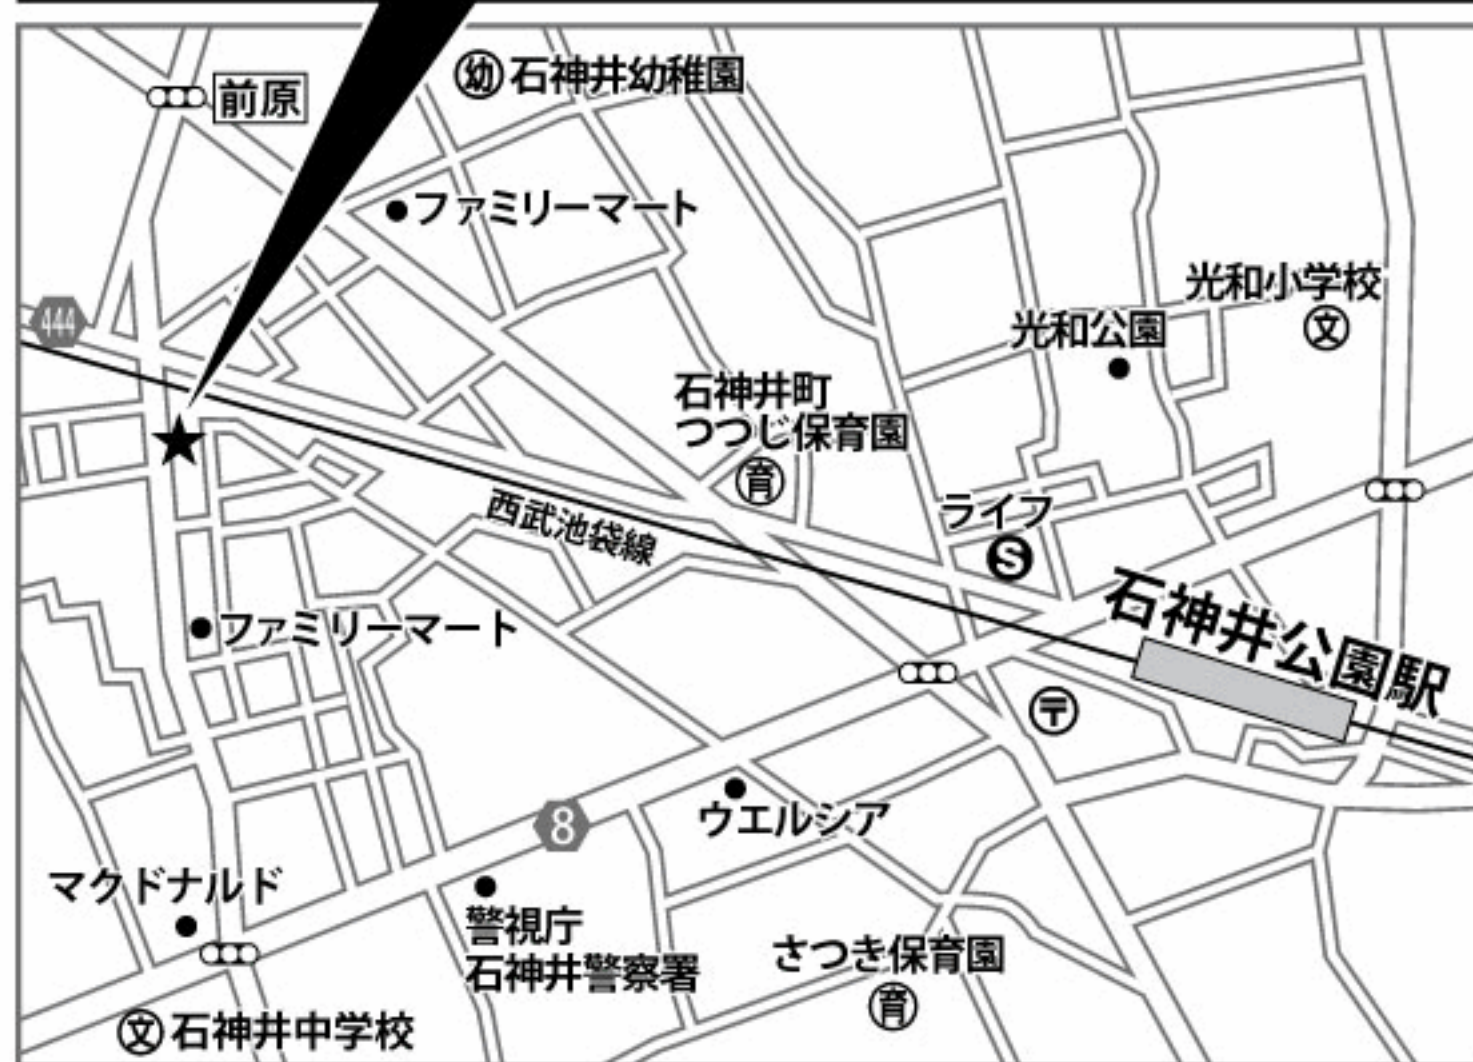 幼 石神井幼稚園
前原
ファミリーマート
光和小学校
文
444
光和公園
石神井町
つつじ保育園
育
ライフ
S
西武池袋線
石神井公園駅
ファミリーマート
〒
ウエルシア
8
マクドナルド
警視庁
石神井警察署
さつき保育園
育
文 石神井中学校